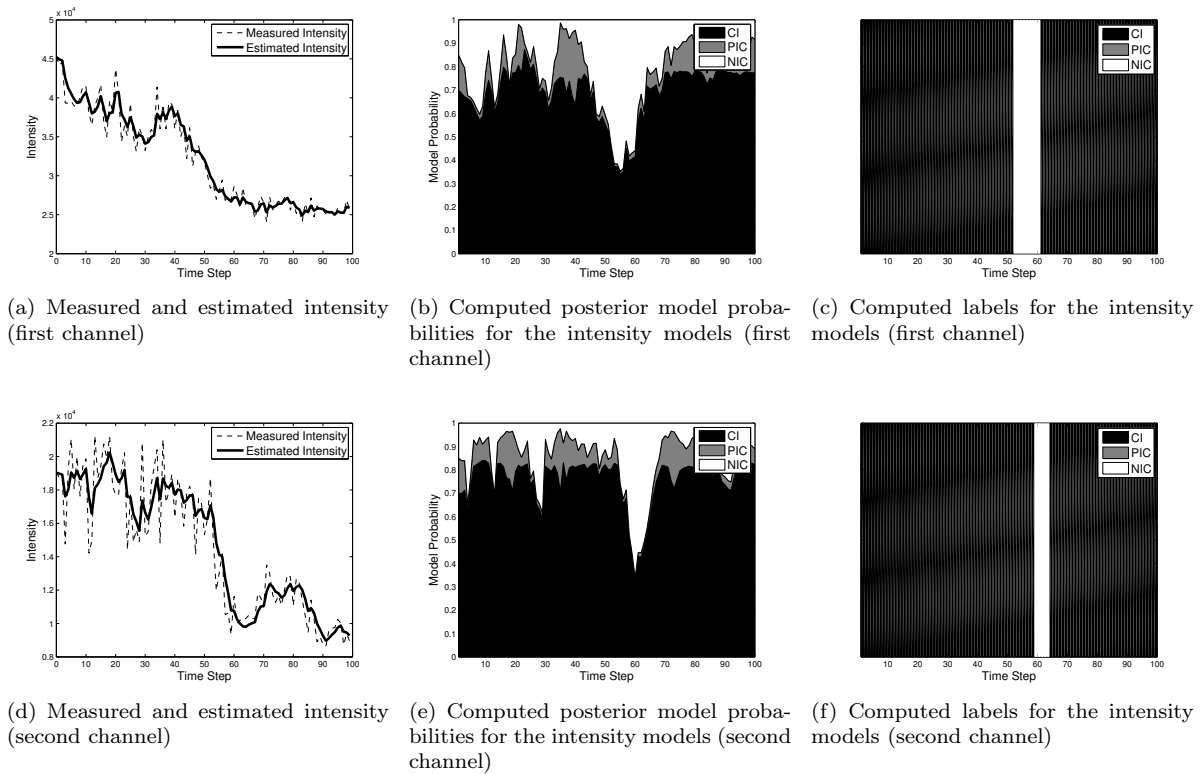 x 10⁴
5
4.5
4
3.5
3
2.5
2
Intensity
0 10 20 30 40 50 60 70 80 90 100
Time Step
Measured Intensity
Estimated Intensity
1
0.9
0.8
0.7
0.6
0.5
0.4
0.3
0.2
0.1
0
Model Probability
10 20 30 40 50 60 70 80 90 100
Time Step
CI
PIC
NIC
10 20 30 40 50 60 70 80 90 100
Time Step
CI
PIC
NIC
(a) Measured and estimated intensity
(first channel)
(b) Computed posterior model proba-
bilities for the intensity models (first
channel)
(c) Computed labels for the intensity
models (first channel)
x 10⁴
2.2
2
1.8
1.6
1.4
1.2
1
0.8
Intensity
0 10 20 30 40 50 60 70 80 90 100
Time Step
Measured Intensity
Estimated Intensity
1
0.9
0.8
0.7
0.6
0.5
0.4
0.3
0.2
0.1
0
Model Probability
10 20 30 40 50 60 70 80 90 100
Time Step
CI
PIC
NIC
10 20 30 40 50 60 70 80 90 100
Time Step
CI
PIC
NIC
(d) Measured and estimated intensity
(second channel)
(e) Computed posterior model proba-
bilities for the intensity models (second
channel)
(f) Computed labels for the intensity
models (second channel)